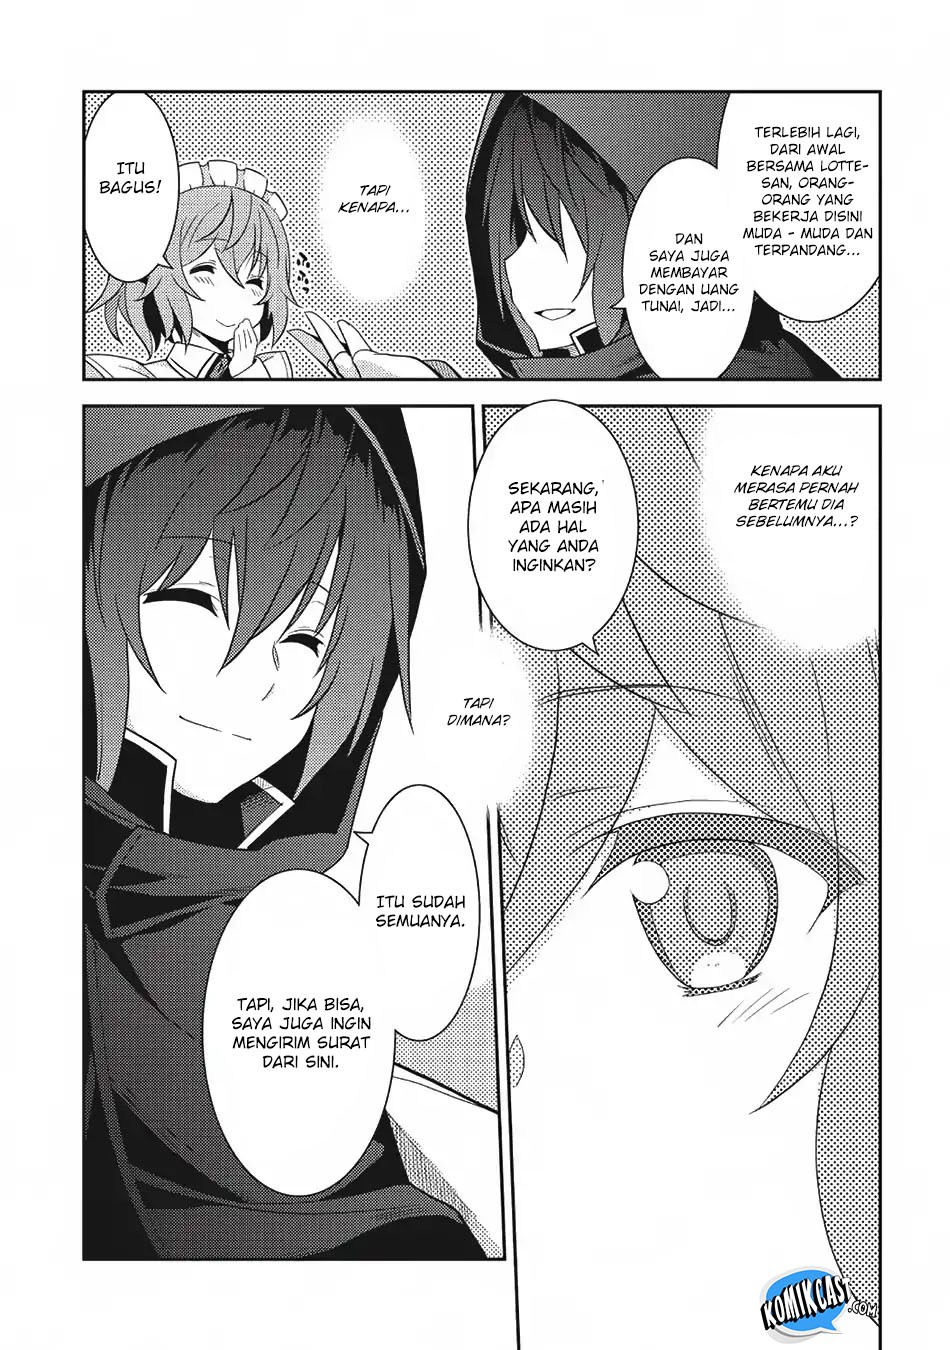 TERLEBIH LAGI,
DARI AWAL
BERSAMA LOTTE-
SAN, ORANG-
ORANG YANG
BEKERJA DISINI
MUDA - MUDA DAN
TERPANDANG...
DAN
SAYA JUGA
MEMBAYAR
DENGAN UANG
TUNAI, JADI...
TAPI
KENAPA...
ITU
BAGUS!
KENAPA AKU
MERASA PERNAH
BERTEMU DIA
SEBELUMNYA...?
SEKARANG,
APA MASIH
ADA HAL
YANG ANDA
INGINKAN?
TAPI
DIMANA?
ITU SUDAH
SEMUANYA.
TAPI, JIKA BISA,
SAYA JUGA INGIN
MENGIRIM SURAT
DARI SINI.
KOMIKCAST
.COM